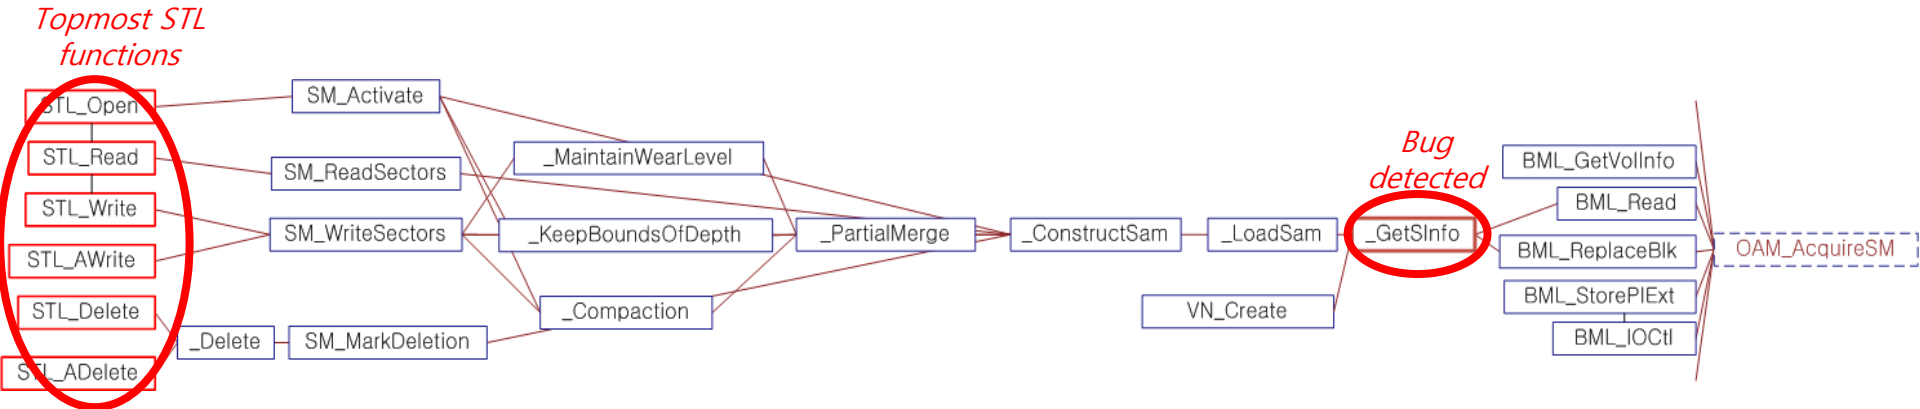 Topmost STL
functions
STL_Open
STL_Read
STL_Write
STL_AWrite
STL_Delete
STL_ADelete
_Delete
SM_Activate
SM_ReadSectors
SM_WriteSectors
SM_MarkDeletion
_MaintainWearLevel
_KeepBoundsOfDepth
_Compaction
_PartialMerge
_ConstructSam
_LoadSam
VN_Create
Bug
detected
_GetSInfo
BML_GetVolInfo
BML_Read
BML_ReplaceBlk
BML_StorePIExt
BML_IOCtl
OAM_AcquireSM